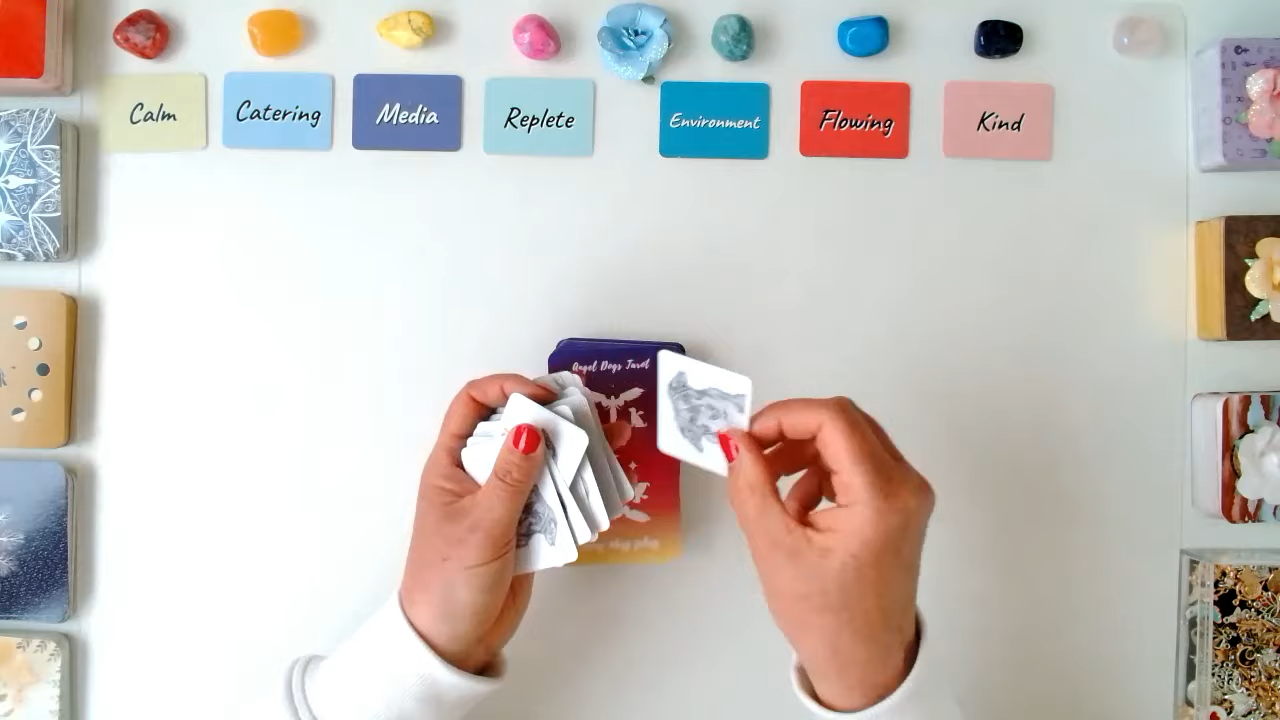 Calm
Catering
Media
Replete
Environment
Flowing
Kind
Angel Dogs Tarot